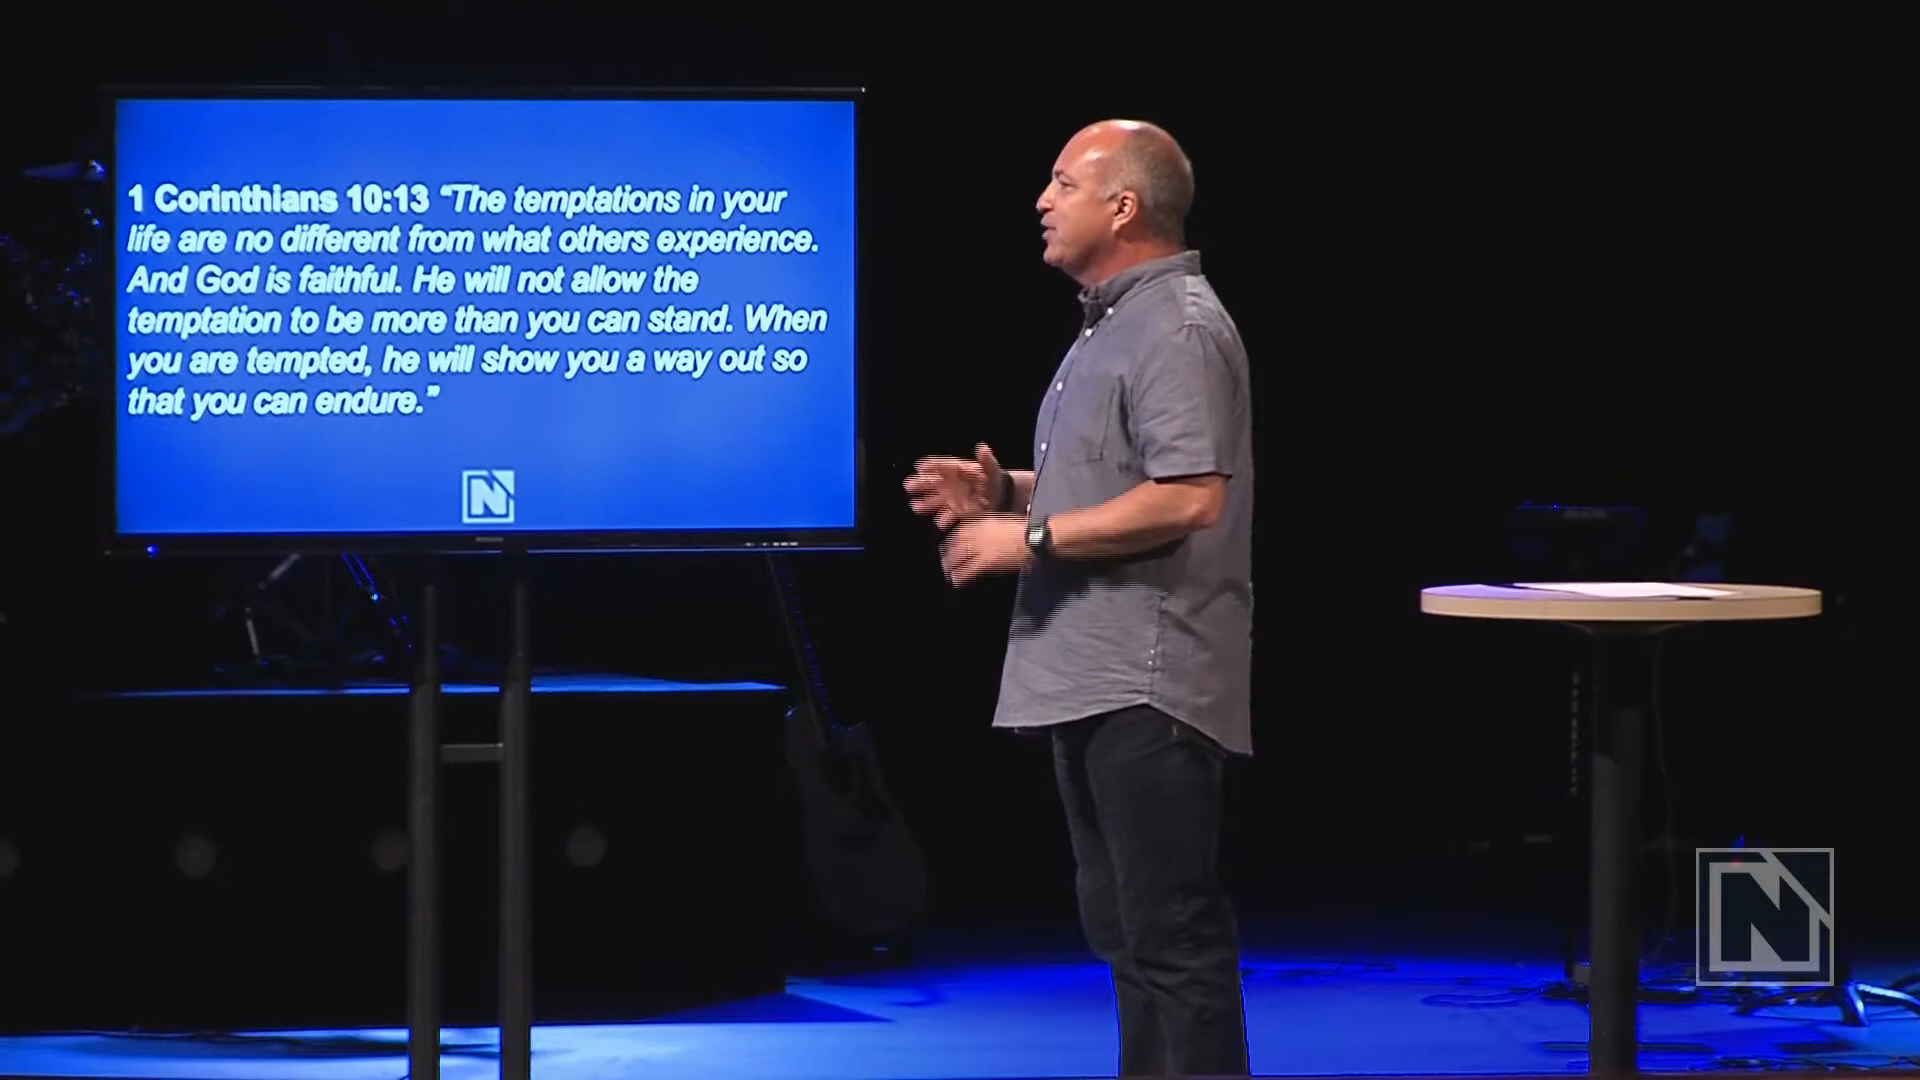 1 Corinthians 10:13 “The temptations in your
life are no different from what others experience.
And God is faithful. He will not allow the
temptation to be more than you can stand. When
you are tempted, he will show you a way out so
that you can endure.”
N
N